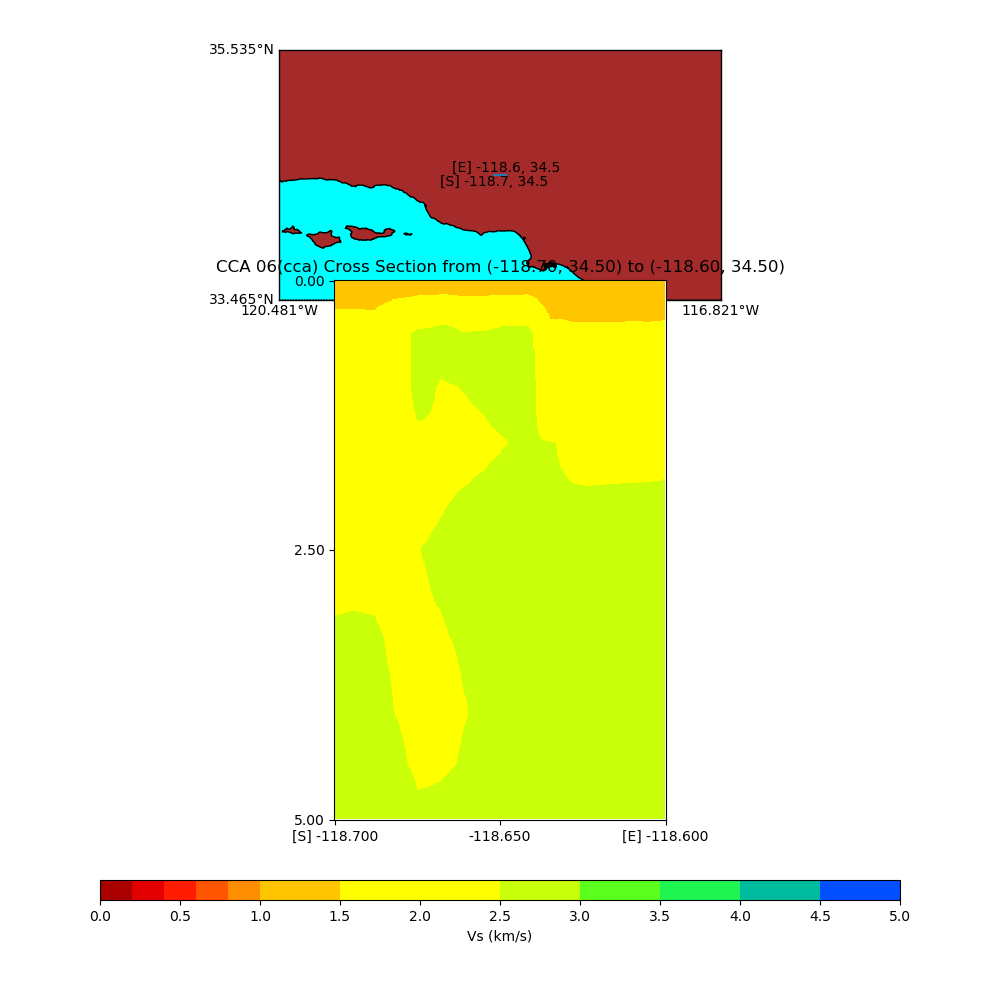 35.535°N
[E] -118.6, 34.5
[S] -118.7, 34.5
CCA 06(cca) Cross Section from (-118.70, 34.50) to (-118.60, 34.50)
0.00
33.465°N
120.481°W
116.821°W
2.50
5.00
[S] -118.700
-118.650
[E] -118.600
0.0
0.5
1.0
1.5
2.0
2.5
3.0
3.5
4.0
4.5
5.0
Vs (km/s)